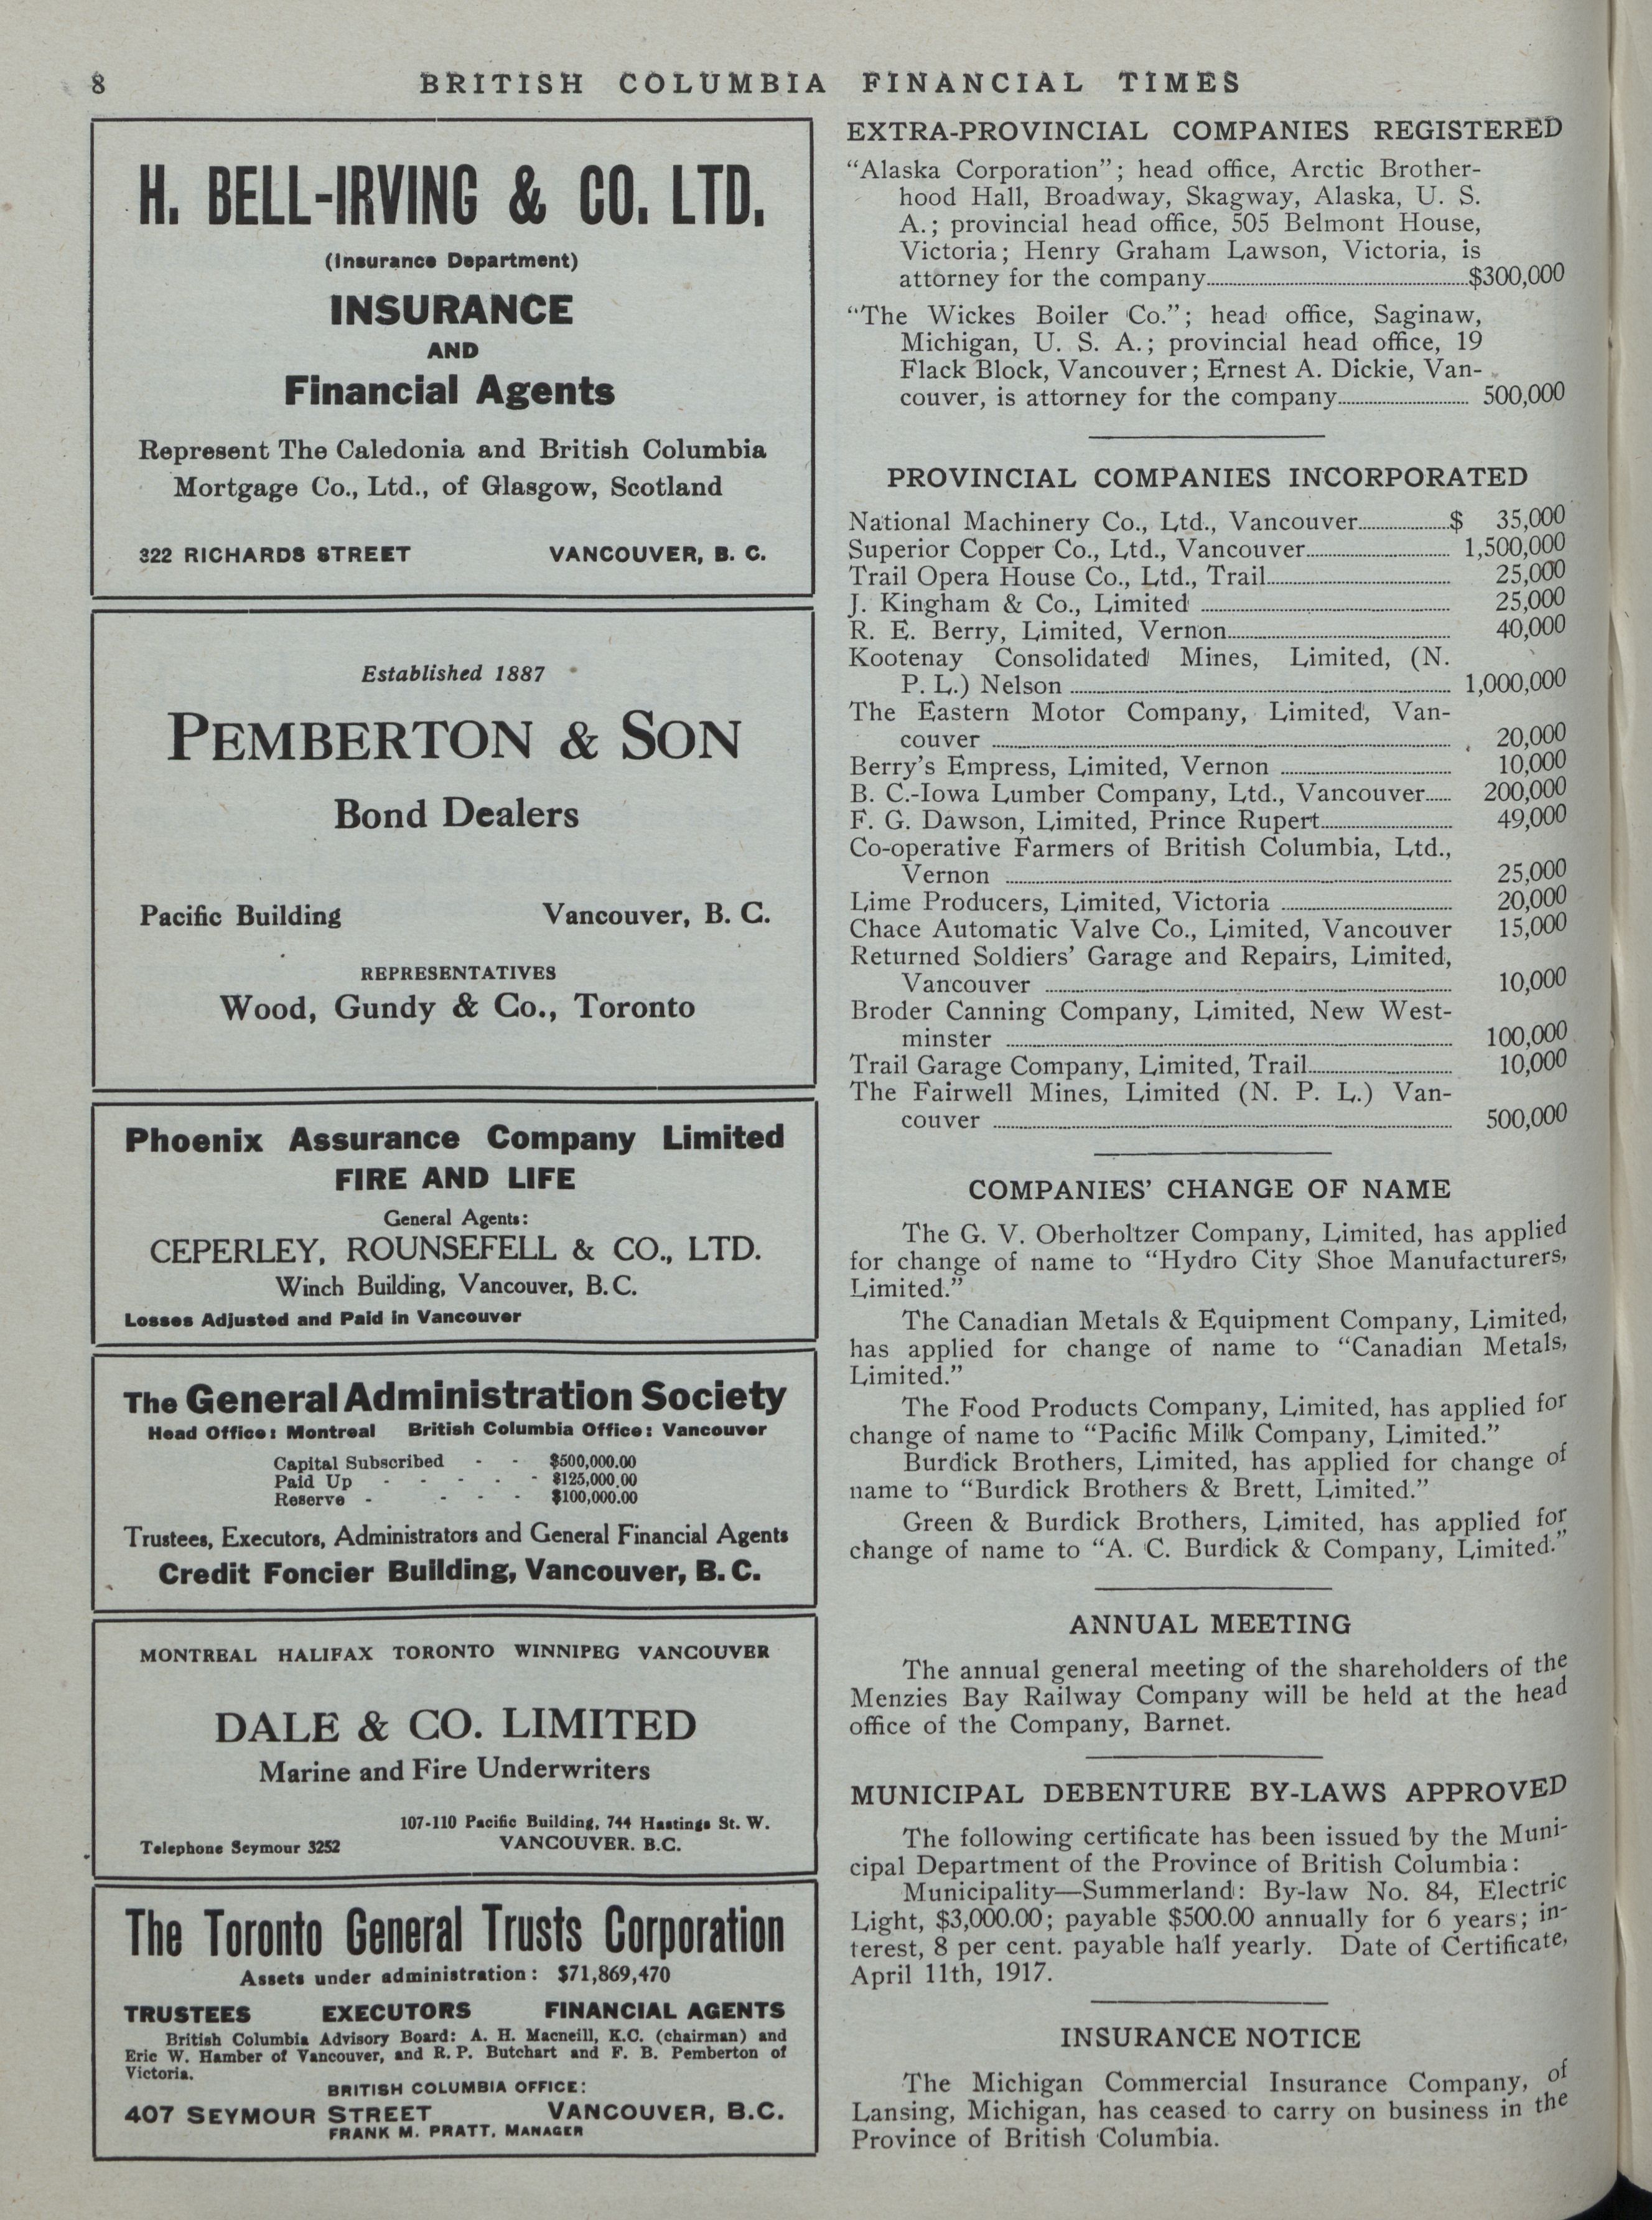 8
BRITISH COLUMBIA FINANCIAL TIMES
H. BELL-IRVING & CO. LTD.
(Insurance Department)
INSURANCE
AND
Financial Agents
Represent The Caledonia and British Columbia
Mortgage Co., Ltd., of Glasgow, Scotland
322 RICHARDS STREET VANCOUVER, B. C.
Established 1887
PEMBERTON & SON
Bond Dealers
Pacific Building Vancouver, B. C.
REPRESENTATIVES
Wood, Gundy & Co., Toronto
Phoenix Assurance Company Limited
FIRE AND LIFE
General Agents:
CEPERLEY, ROUNSEFELL & CO., LTD.
Winch Building, Vancouver, B.C.
Losses Adjusted and Paid in Vancouver
The General Administration Society
Head Office: Montreal British Columbia Office: Vancouver
Capital Subscribed - - $500,000.00
Paid Up - - - - - $125,000.00
Reserve - - - - $100,000.00
Trustees, Executors, Administrators and General Financial Agents
Credit Foncier Building, Vancouver, B. C.
MONTREAL HALIFAX TORONTO WINNIPEG VANCOUVER
DALE & CO. LIMITED
Marine and Fire Underwriters
107-110 Pacific Building, 744 Hastings St. W.
Telephone Seymour 3252 VANCOUVER. B.C.
The Toronto General Trusts Corporation
Assets under administration: $71,869,470
TRUSTEES EXECUTORS FINANCIAL AGENTS
British Columbia Advisory Board: A. H. Macneill, K.C. (chairman) and
Eric W. Hamber of Vancouver, and R. P. Butchart and F. B. Pemberton of
Victoria.
BRITISH COLUMBIA OFFICE:
407 SEYMOUR STREET VANCOUVER, B.C.
FRANK M. PRATT, MANAGER
EXTRA-PROVINCIAL COMPANIES REGISTERED
"Alaska Corporation"; head office, Arctic Brother-
hood Hall, Broadway, Skagway, Alaska, U. S.
A.; provincial head office, 505 Belmont House,
Victoria; Henry Graham Lawson, Victoria, is
attorney for the company $300,000
"The Wickes Boiler Co."; head office, Saginaw,
Michigan, U. S. A.; provincial head office, 19
Flack Block, Vancouver; Ernest A. Dickie, Van-
couver, is attorney for the company 500,000
PROVINCIAL COMPANIES INCORPORATED
National Machinery Co., Ltd., Vancouver $ 35,000
Superior Copper Co., Ltd., Vancouver 1,500,000
Trail Opera House Co., Ltd., Trail 25,000
J. Kingham & Co., Limited 25,000
R. E. Berry, Limited, Vernon 40,000
Kootenay Consolidated Mines, Limited, (N.
P. L.) Nelson 1,000,000
The Eastern Motor Company, Limited, Van-
couver 20,000
Berry's Empress, Limited, Vernon 10,000
B. C.-Iowa Lumber Company, Ltd., Vancouver 200,000
F. G. Dawson, Limited, Prince Rupert 49,000
Co-operative Farmers of British Columbia, Ltd.,
Vernon 25,000
Lime Producers, Limited, Victoria 20,000
Chace Automatic Valve Co., Limited, Vancouver 15,000
Returned Soldiers' Garage and Repairs, Limited,
Vancouver 10,000
Broder Canning Company, Limited, New West-
minster 100,000
Trail Garage Company, Limited, Trail 10,000
The Fairwell Mines, Limited (N. P. L.) Van-
couver 500,000
COMPANIES' CHANGE OF NAME
The G. V. Oberholtzer Company, Limited, has applied
for change of name to "Hydro City Shoe Manufacturers,
Limited."
The Canadian Metals & Equipment Company, Limited,
has applied for change of name to "Canadian Metals,
Limited."
The Food Products Company, Limited, has applied for
change of name to "Pacific Milk Company, Limited."
Burdick Brothers, Limited, has applied for change of
name to "Burdick Brothers & Brett, Limited."
Green & Burdick Brothers, Limited, has applied for
change of name to "A. C. Burdick & Company, Limited."
ANNUAL MEETING
The annual general meeting of the shareholders of the
Menzies Bay Railway Company will be held at the head
office of the Company, Barnet.
MUNICIPAL DEBENTURE BY-LAWS APPROVED
The following certificate has been issued by the Muni-
cipal Department of the Province of British Columbia:
Municipality—Summerland: By-law No. 84, Electric
Light, $3,000.00; payable $500.00 annually for 6 years; in-
terest, 8 per cent. payable half yearly. Date of Certificate,
April 11th, 1917.
INSURANCE NOTICE
The Michigan Commercial Insurance Company, of
Lansing, Michigan, has ceased to carry on business in the
Province of British Columbia.